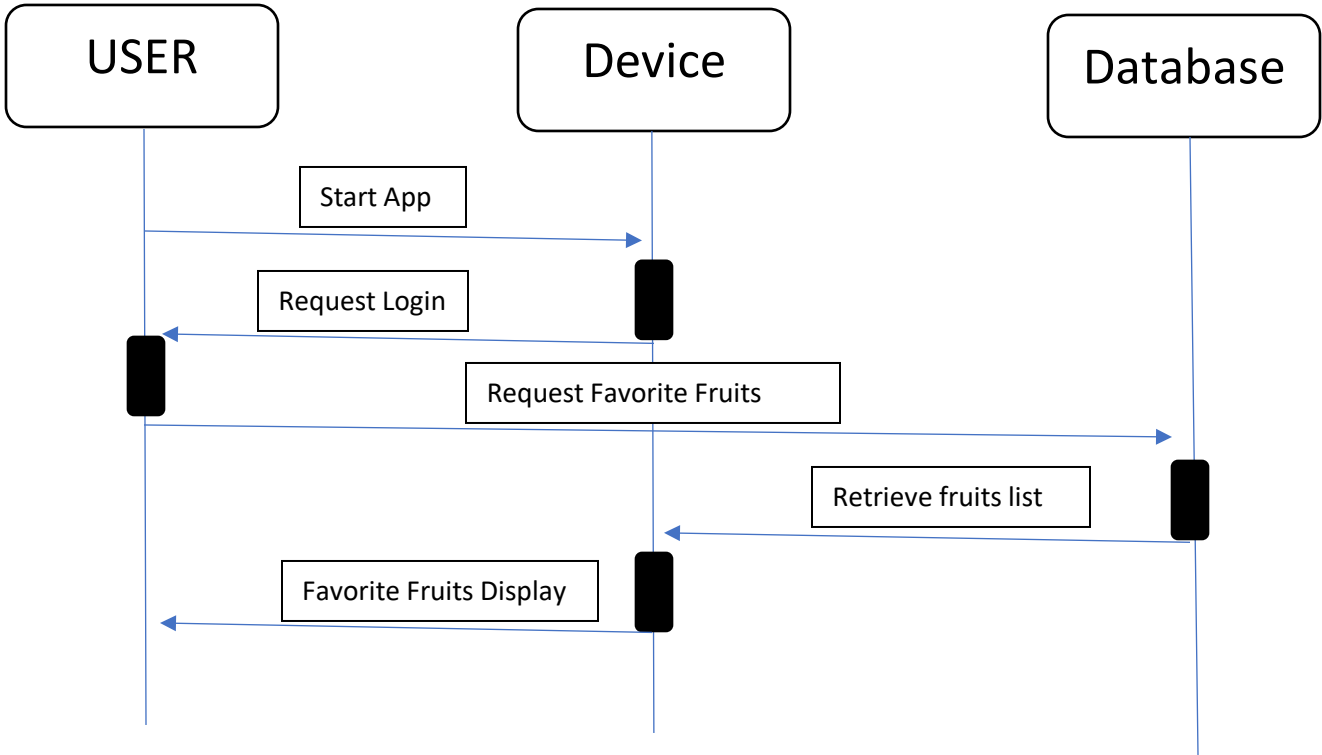 USER
Device
Database
Start App
Request Login
Request Favorite Fruits
Retrieve fruits list
Favorite Fruits Display